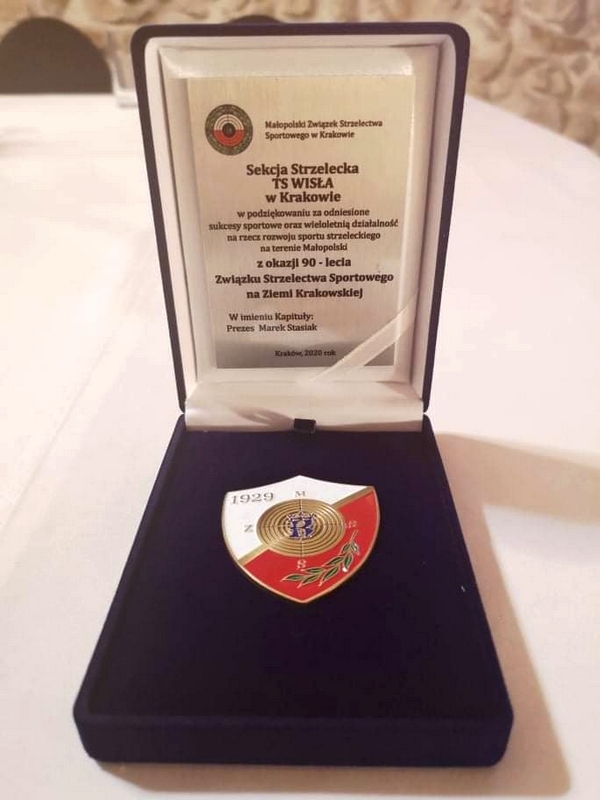 Małopolski Związek Strzelectwa
Sportowego w Krakowie
Sekcja Strzelecka
TS WISŁA
w Krakowie
w podziękowaniu za odniesione
sukcesy sportowe oraz wieloletnią działalność
na rzecz rozwoju sportu strzeleckiego
na terenie Małopolski
z okazji 90 - lecia
Związku Strzelectwa Sportowego
na Ziemi Krakowskiej
W imieniu Kapituły:
Prezes Marek Stasiak
Kraków, 2020 rok
1929
M
Z
S
S